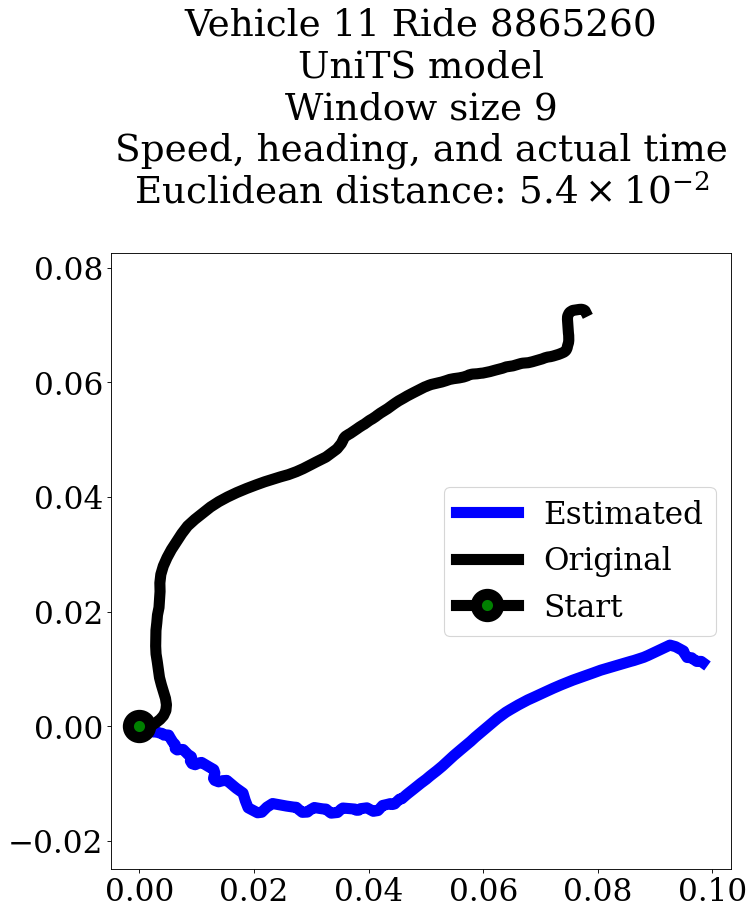 Vehicle 11 Ride 8865260
UniTS model
Window size 9
Speed, heading, and actual time
Euclidean distance: 5.4 × 10⁻²
0.08
0.06
0.04
0.02
0.00
−0.02
Estimated
Original
Start
0.00 0.02 0.04 0.06 0.08 0.10